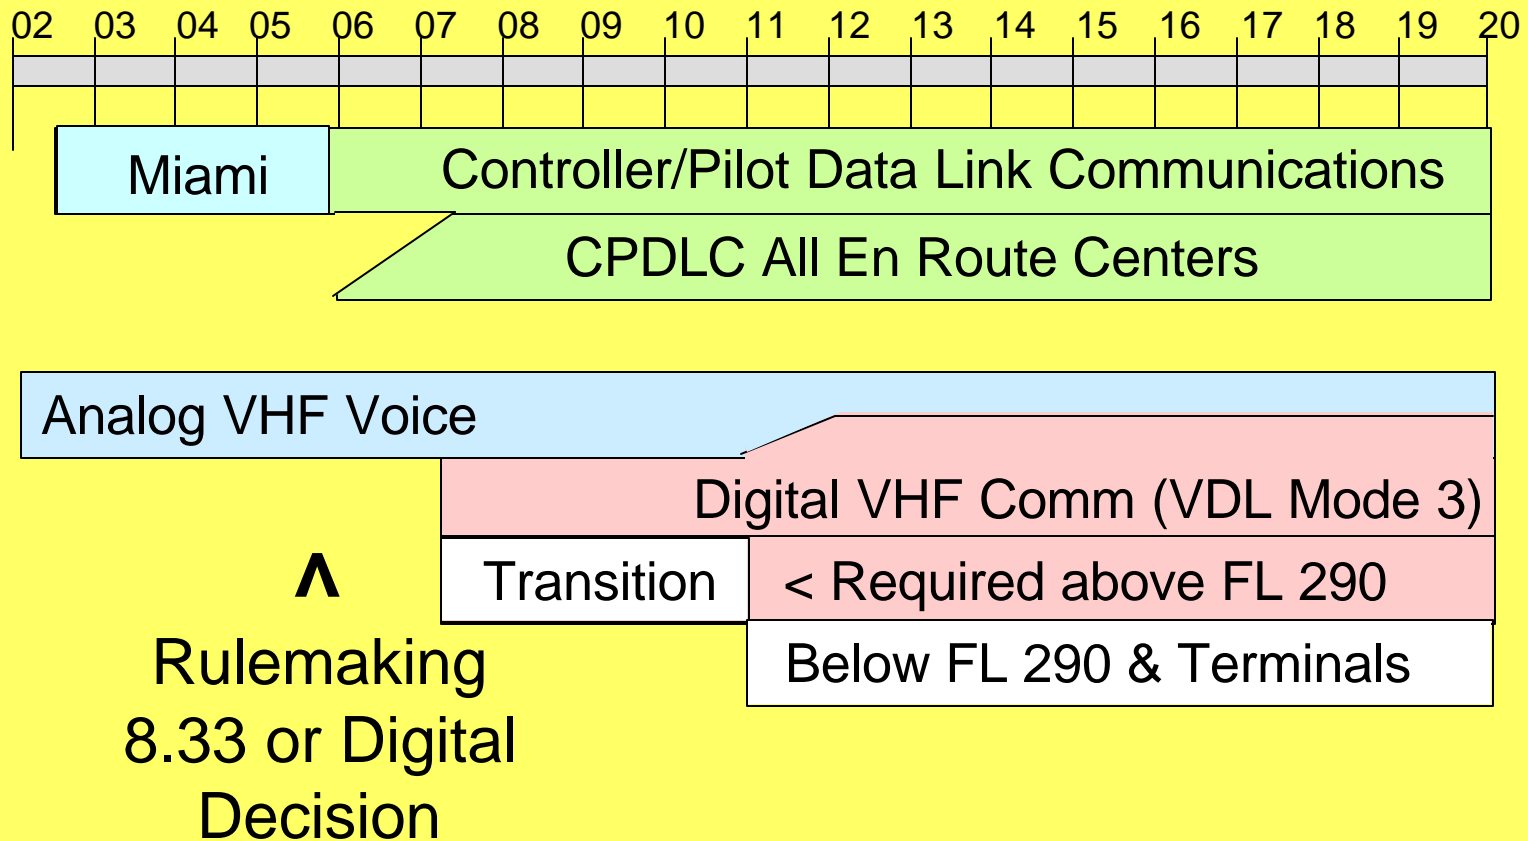 02 03 04 05 06 07 08 09 10 11 12 13 14 15 16 17 18 19 20
Miami
Controller/Pilot Data Link Communications
CPDLC All En Route Centers
Analog VHF Voice
Digital VHF Comm (VDL Mode 3)
Transition
< Required above FL 290
Below FL 290 & Terminals
^
Rulemaking
8.33 or Digital
Decision